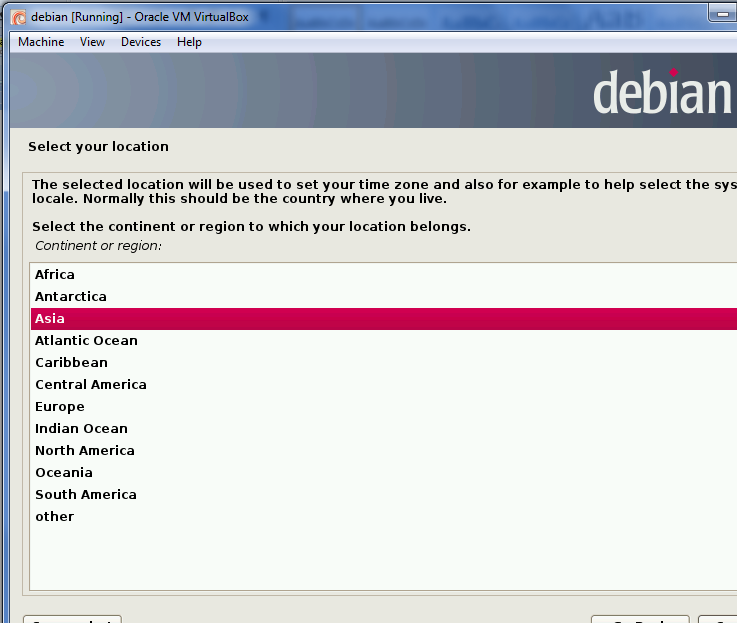 debian [Running] - Oracle VM VirtualBox
Machine View Devices Help
debian
Select your location
The selected location will be used to set your time zone and also for example to help select the sys
locale. Normally this should be the country where you live.
Select the continent or region to which your location belongs.
Continent or region:
Africa
Antarctica
Asia
Atlantic Ocean
Caribbean
Central America
Europe
Indian Ocean
North America
Oceania
South America
other